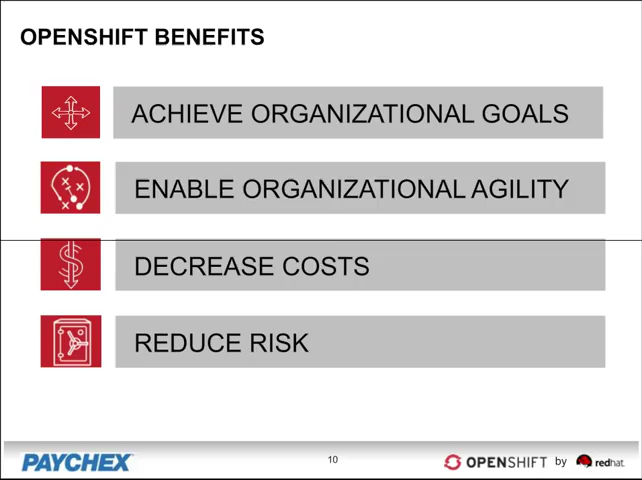 OPENSHIFT BENEFITS
ACHIEVE ORGANIZATIONAL GOALS
ENABLE ORGANIZATIONAL AGILITY
DECREASE COSTS
REDUCE RISK
PAYCHEX 10 OPENSHIFT by redhat.